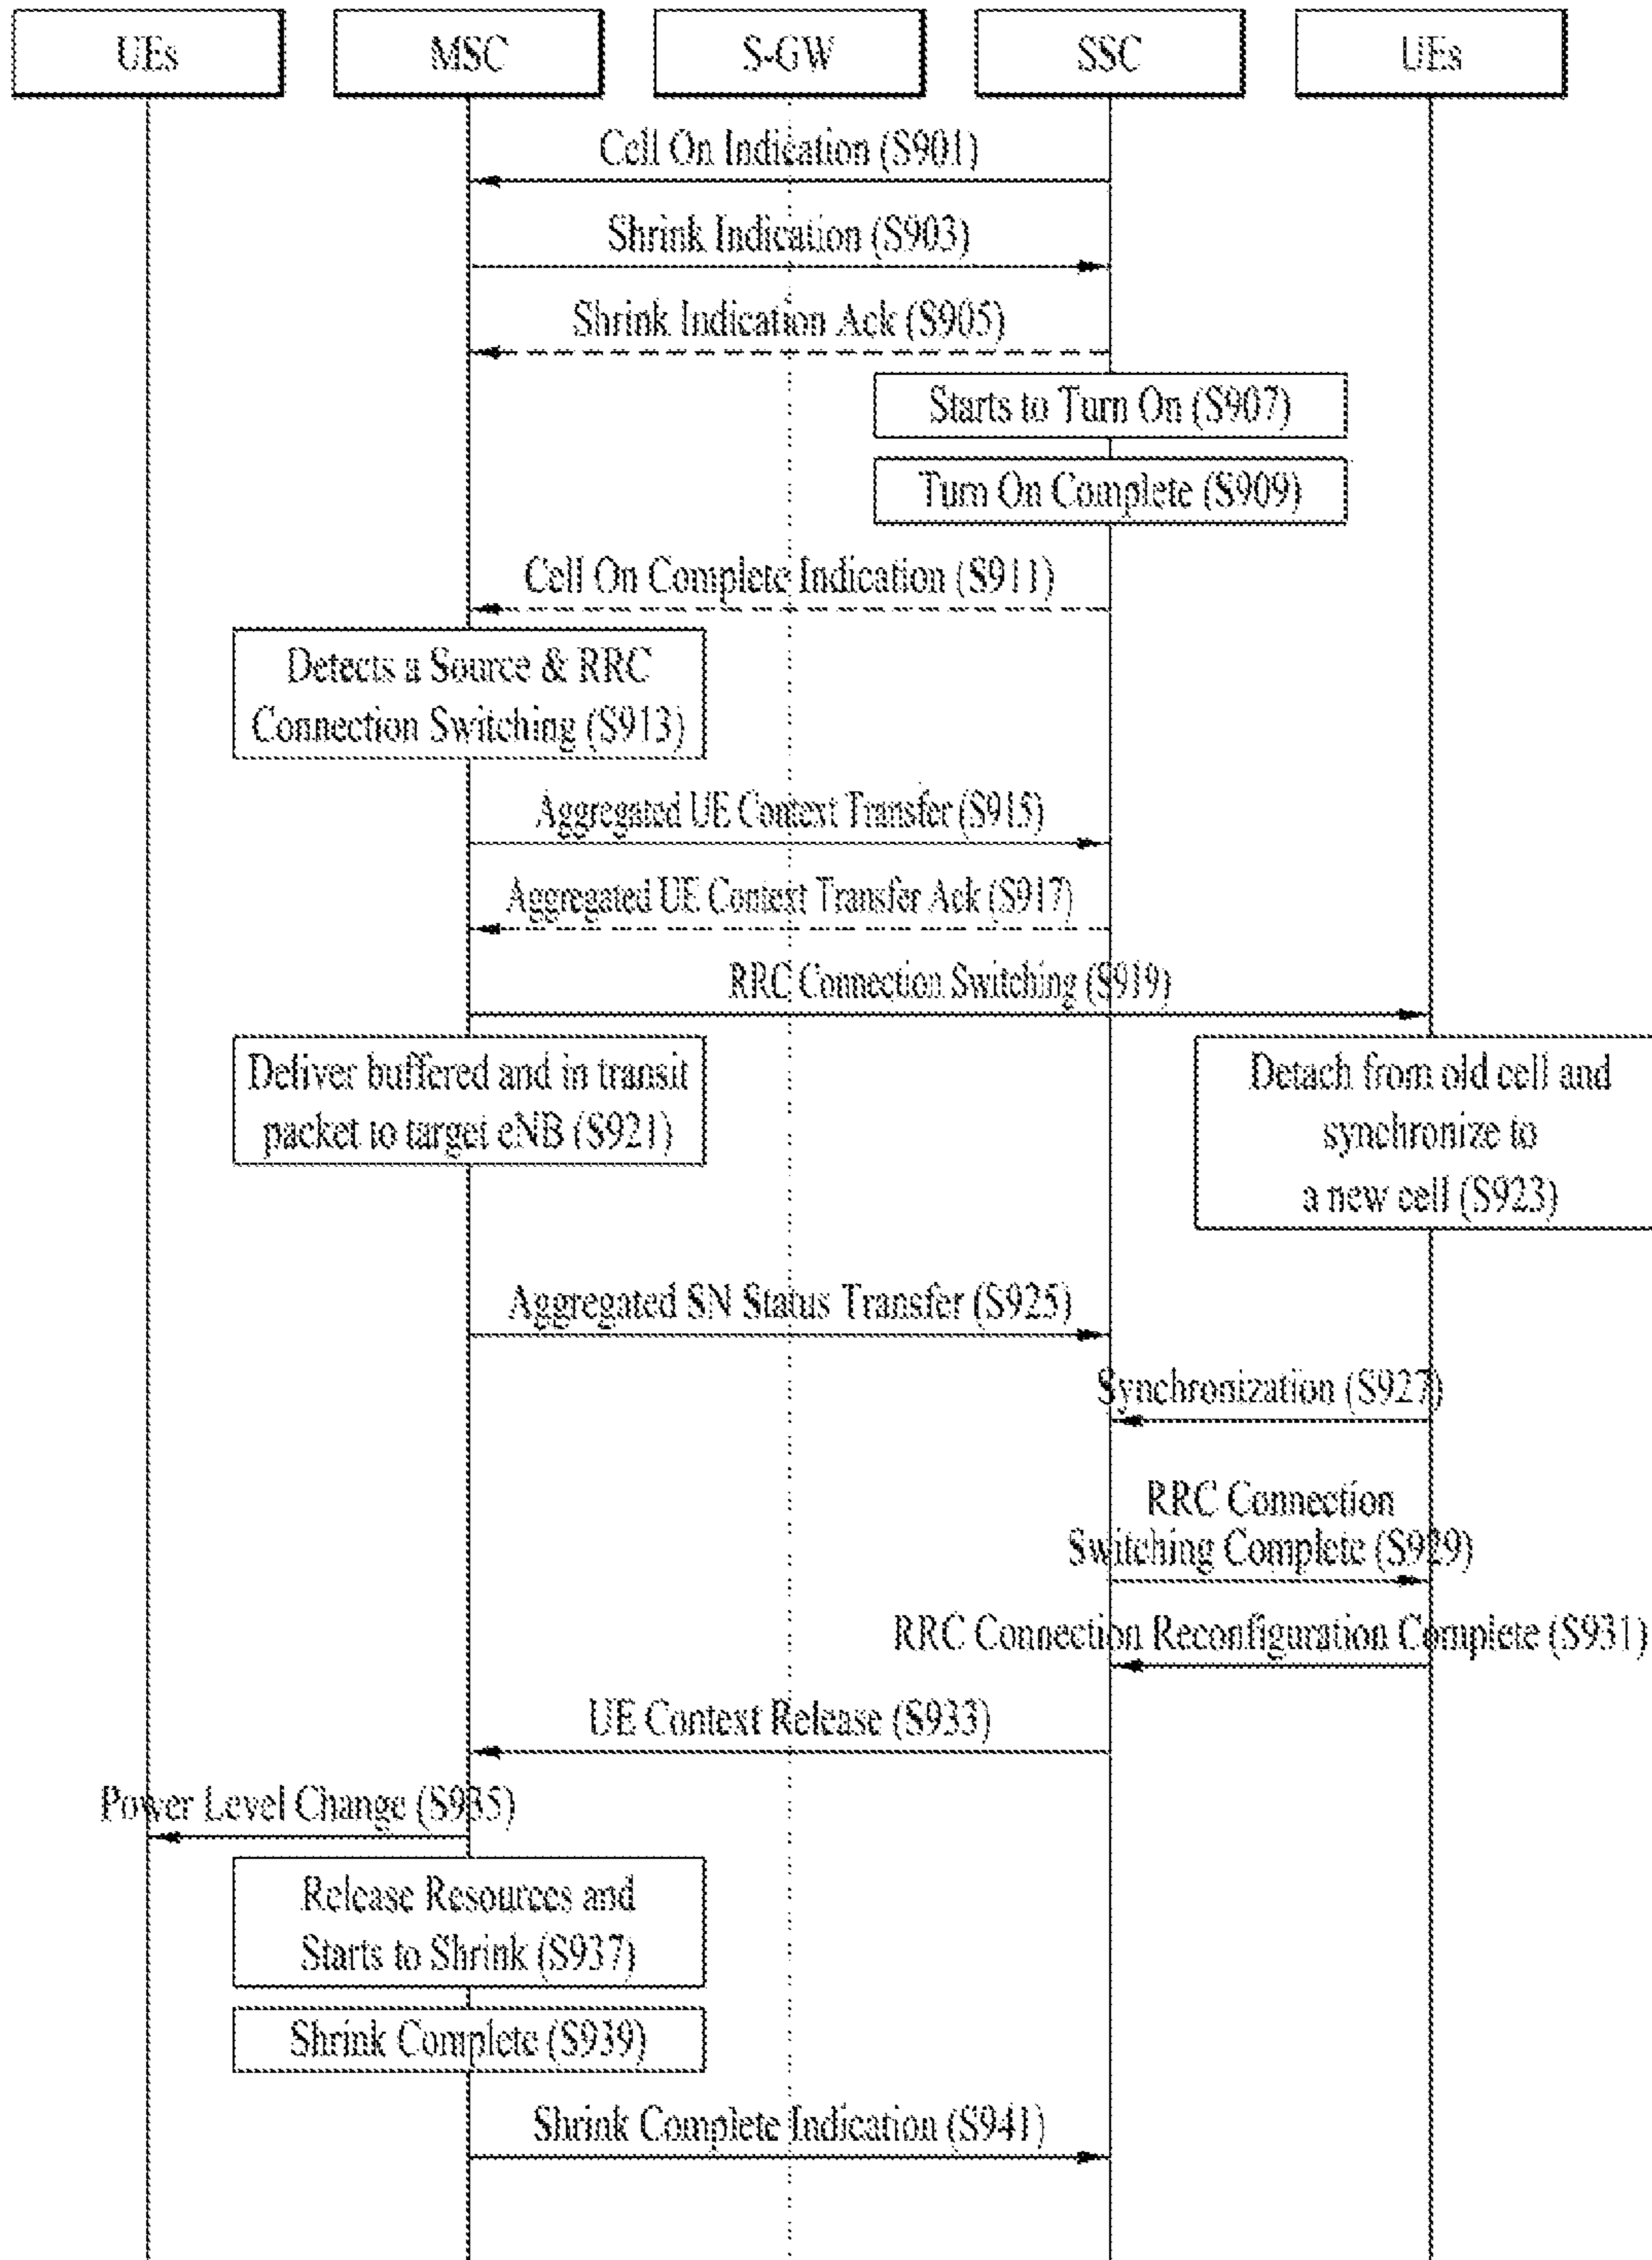 UEs
MSC
S-GW
SSC
UEs
Cell On Indication (S901)
Shrink Indication (S903)
Shrink Indication Ack (S905)
Starts to Turn On (S907)
Turn On Complete (S909)
Cell On Complete Indication (S911)
Detects a Source & RRC
Connection Switching (S913)
Aggregated UE Context Transfer (S915)
Aggregated UE Context Transfer Ack (S917)
RRC Connection Switching (S919)
Deliver buffered and in transit
packet to target eNB (S921)
Detach from old cell and
synchronize to
a new cell (S923)
Aggregated SN Status Transfer (S925)
Synchronization (S927)
RRC Connection
Switching Complete (S929)
RRC Connection Reconfiguration Complete (S931)
UE Context Release (S933)
Power Level Change (S935)
Release Resources and
Starts to Shrink (S937)
Shrink Complete (S939)
Shrink Complete Indication (S941)